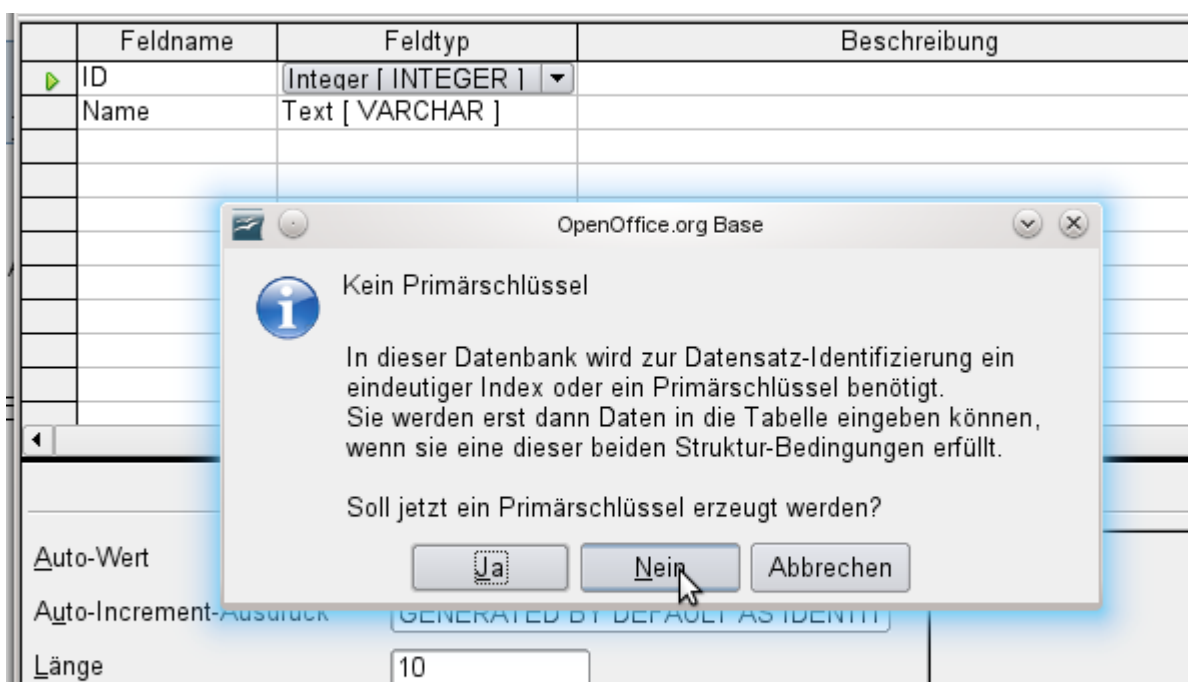 Feldname Feldtyp Beschreibung
ID Integer [ INTEGER ]
Name Text [ VARCHAR ]
OpenOffice.org Base
Kein Primärschlüssel
In dieser Datenbank wird zur Datensatz-Identifizierung ein
eindeutiger Index oder ein Primärschlüssel benötigt.
Sie werden erst dann Daten in die Tabelle eingeben können,
wenn sie eine dieser beiden Struktur-Bedingungen erfüllt.
Soll jetzt ein Primärschlüssel erzeugt werden?
Ja Nein Abbrechen
Auto-Wert
Auto-Increment-Ausdruck GENERATED BY DEFAULT AS IDENTIT
Länge 10